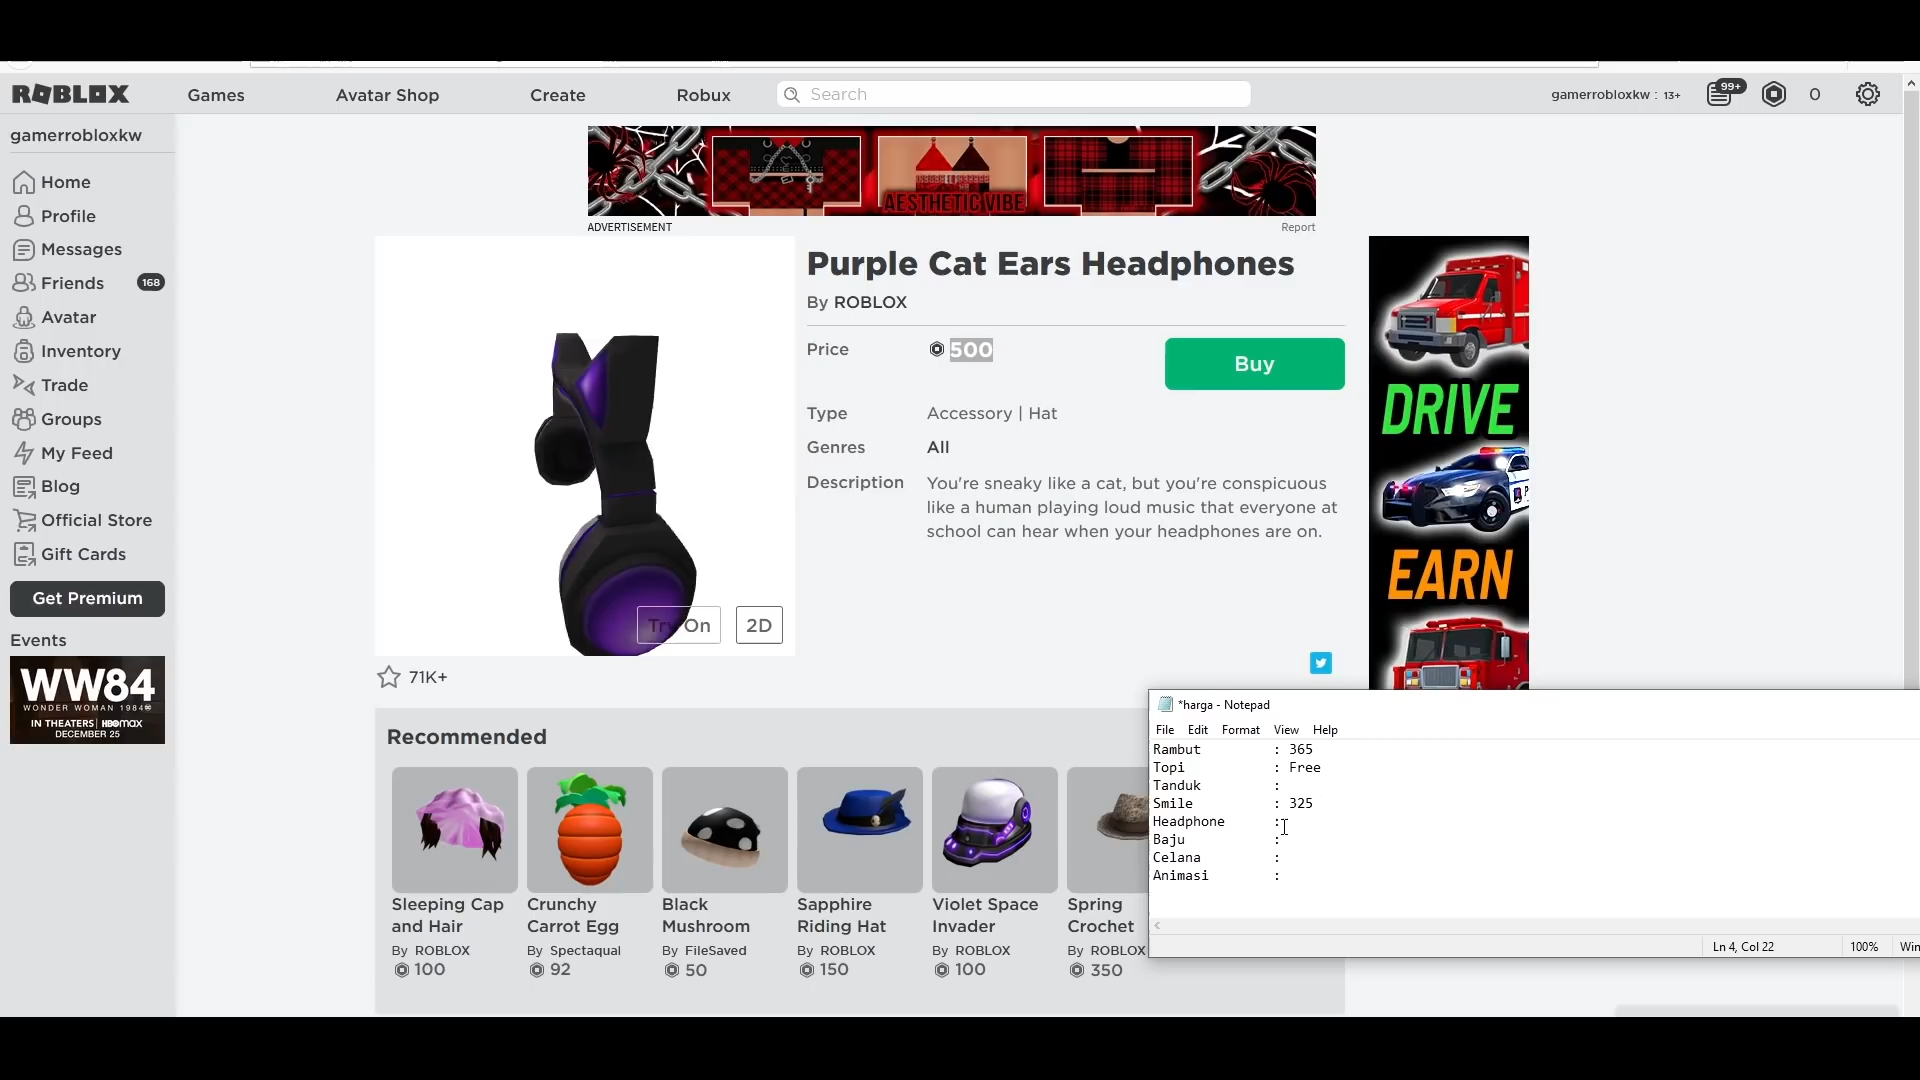 ROBLOX
Games
Avatar Shop
Create
Robux
Search
gamerrobloxkw : 13+
99+
0
gamerrobloxkw
Home
Profile
Messages
Friends
168
Avatar
Inventory
Trade
Groups
My Feed
Blog
Official Store
Gift Cards
Get Premium
Events
WW84
WONDER WOMAN 1984
IN THEATERS | HBOMAX
DECEMBER 25
AESTHETIC VIBE
ADVERTISEMENT
Report
Purple Cat Ears Headphones
By ROBLOX
Price
500
Buy
Type
Accessory | Hat
Genres
All
Description
You're sneaky like a cat, but you're conspicuous
like a human playing loud music that everyone at
school can hear when your headphones are on.
Try On
2D
71K+
DRIVE
EARN
Recommended
Sleeping Cap
and Hair
By ROBLOX
100
Crunchy
Carrot Egg
By Spectaqual
92
Black
Mushroom
By FileSaved
50
Sapphire
Riding Hat
By ROBLOX
150
Violet Space
Invader
By ROBLOX
100
Spring
Crochet
By ROBLOX
350
*harga - Notepad
File Edit Format View Help
Rambut : 365
Topi : Free
Tanduk :
Smile : 325
Headphone :
Baju :
Celana :
Animasi :
Ln 4, Col 22
100%